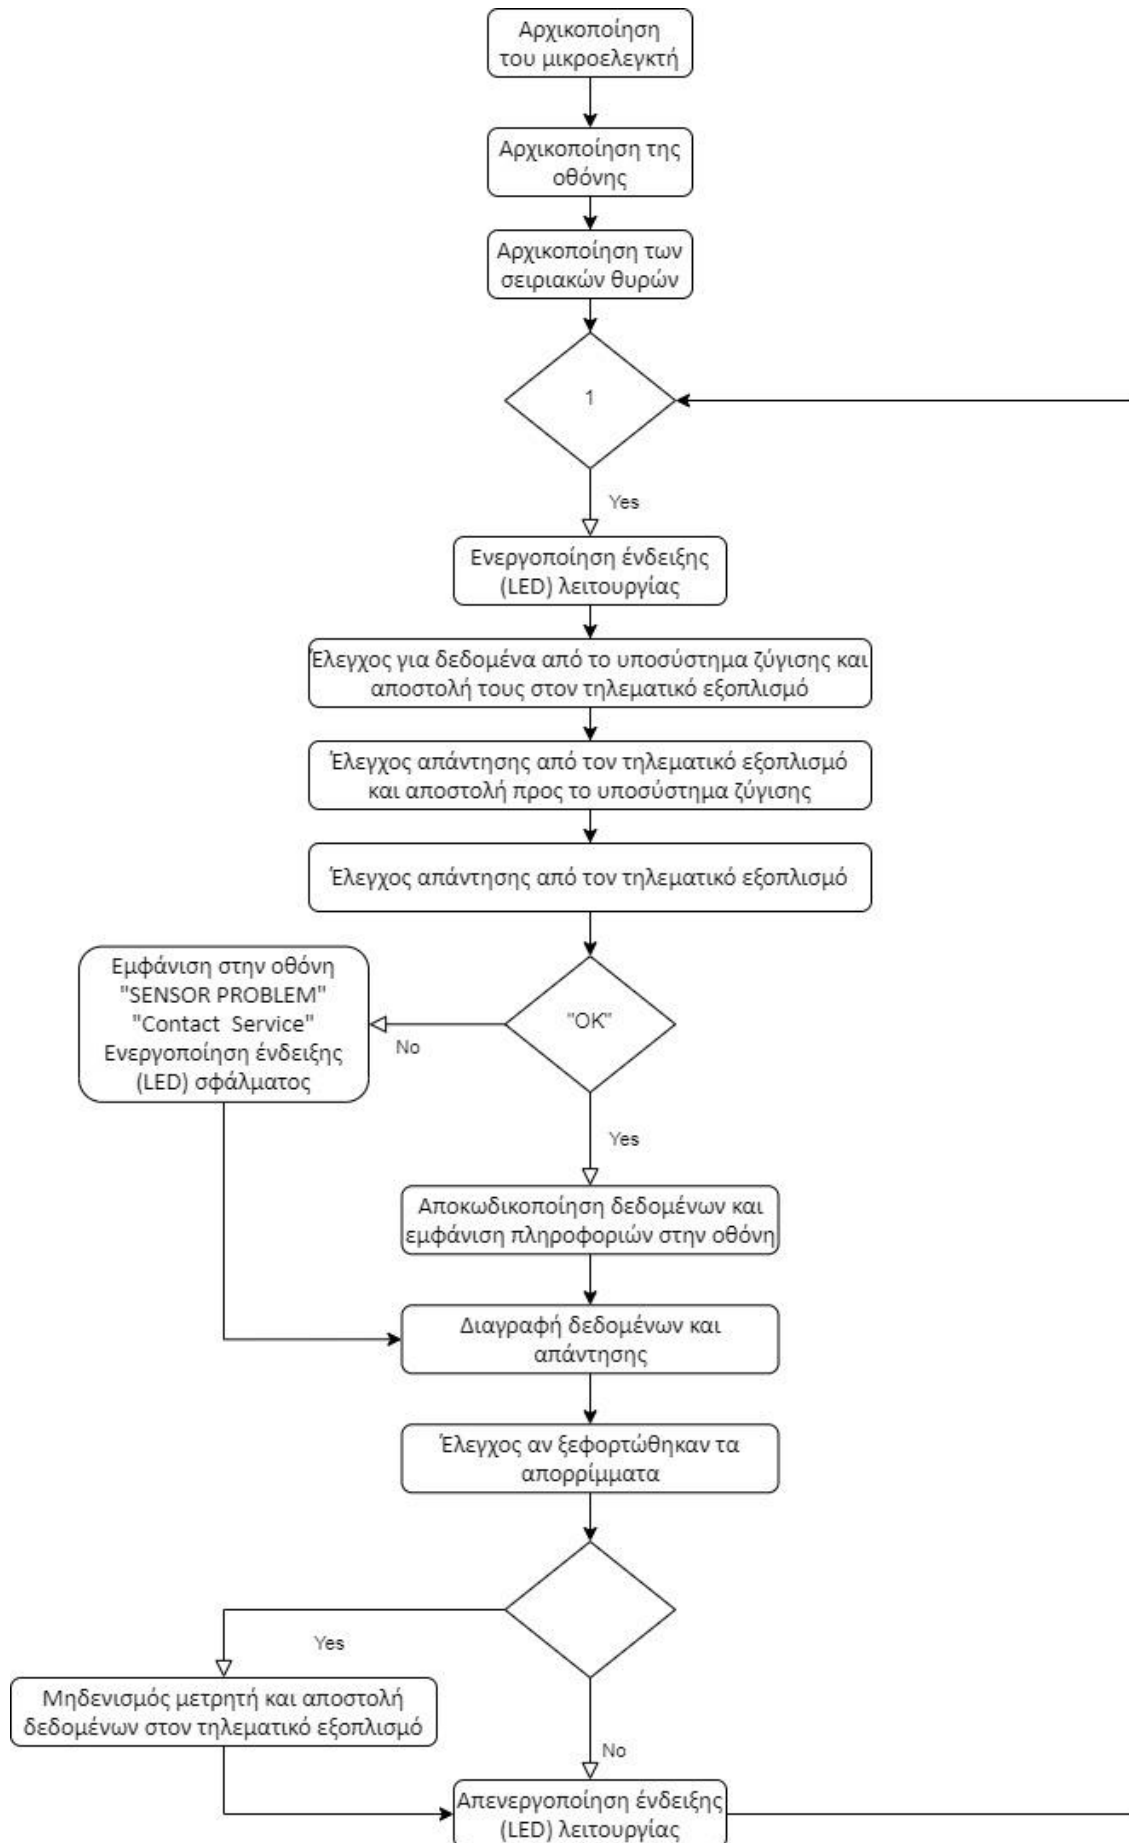 Αρχικοποίηση
του μικροελεγκτή
Αρχικοποίηση της
οθόνης
Αρχικοποίηση των
σειριακών θυρών
1
Yes
Ενεργοποίηση ένδειξης
(LED) λειτουργίας
Έλεγχος για δεδομένα από το υποσύστημα ζύγισης και
αποστολή τους στον τηλεματικό εξοπλισμό
Έλεγχος απάντησης από τον τηλεματικό εξοπλισμό
και αποστολή προς το υποσύστημα ζύγισης
Έλεγχος απάντησης από τον τηλεματικό εξοπλισμό
"OK"
No
Εμφάνιση στην οθόνη
"SENSOR PROBLEM"
"Contact Service"
Ενεργοποίηση ένδειξης
(LED) σφάλματος
Yes
Αποκωδικοποίηση δεδομένων και
εμφάνιση πληροφοριών στην οθόνη
Διαγραφή δεδομένων και
απάντησης
Έλεγχος αν ξεφορτώθηκαν τα
απορρίμματα
Yes
Μηδενισμός μετρητή και αποστολή
δεδομένων στον τηλεματικό εξοπλισμό
No
Απενεργοποίηση ένδειξης
(LED) λειτουργίας